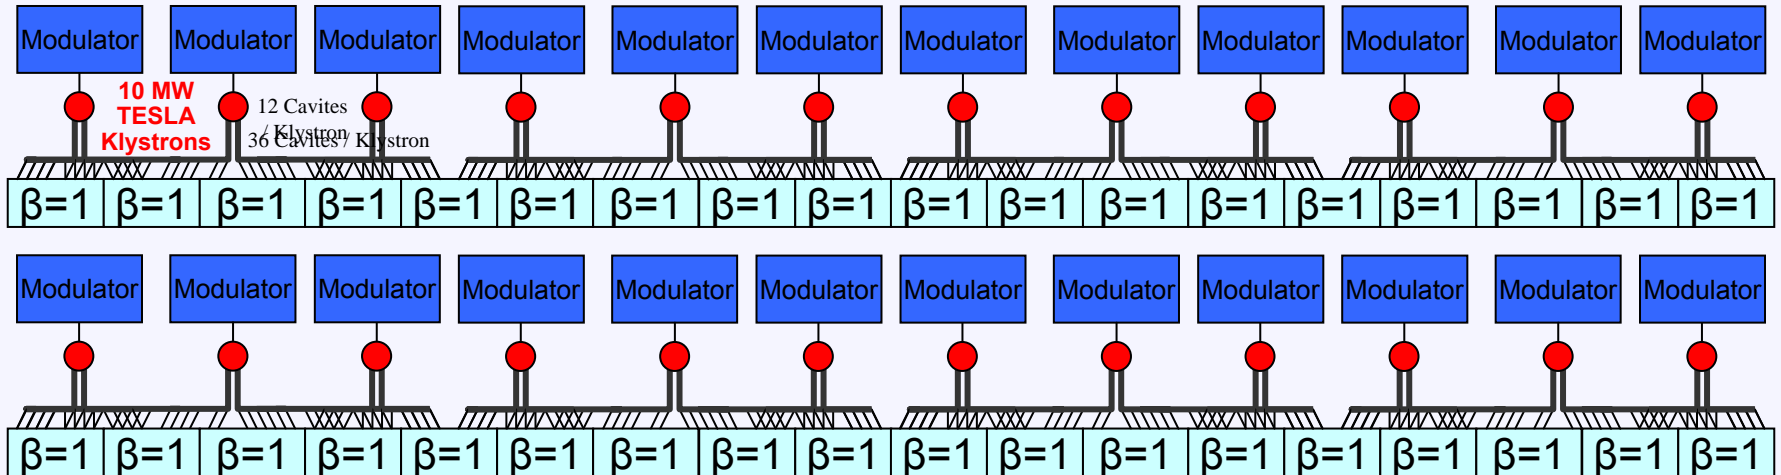 Modulator Modulator Modulator Modulator Modulator Modulator Modulator Modulator Modulator Modulator Modulator Modulator
10 MW
TESLA
Klystrons
12 Cavites
/ Klystron
36 Cavites / Klystron
β=1 β=1 β=1 β=1 β=1 β=1 β=1 β=1 β=1 β=1 β=1 β=1 β=1 β=1 β=1 β=1 β=1 β=1
Modulator Modulator Modulator Modulator Modulator Modulator Modulator Modulator Modulator Modulator Modulator Modulator
β=1 β=1 β=1 β=1 β=1 β=1 β=1 β=1 β=1 β=1 β=1 β=1 β=1 β=1 β=1 β=1 β=1 β=1